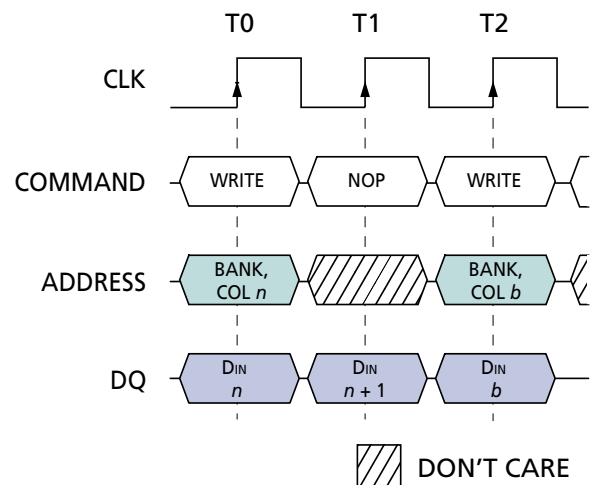 T0 T1 T2
CLK
COMMAND WRITE NOP WRITE
ADDRESS BANK, COL n BANK, COL b
DQ DIN n DIN n + 1 DIN b
DON'T CARE